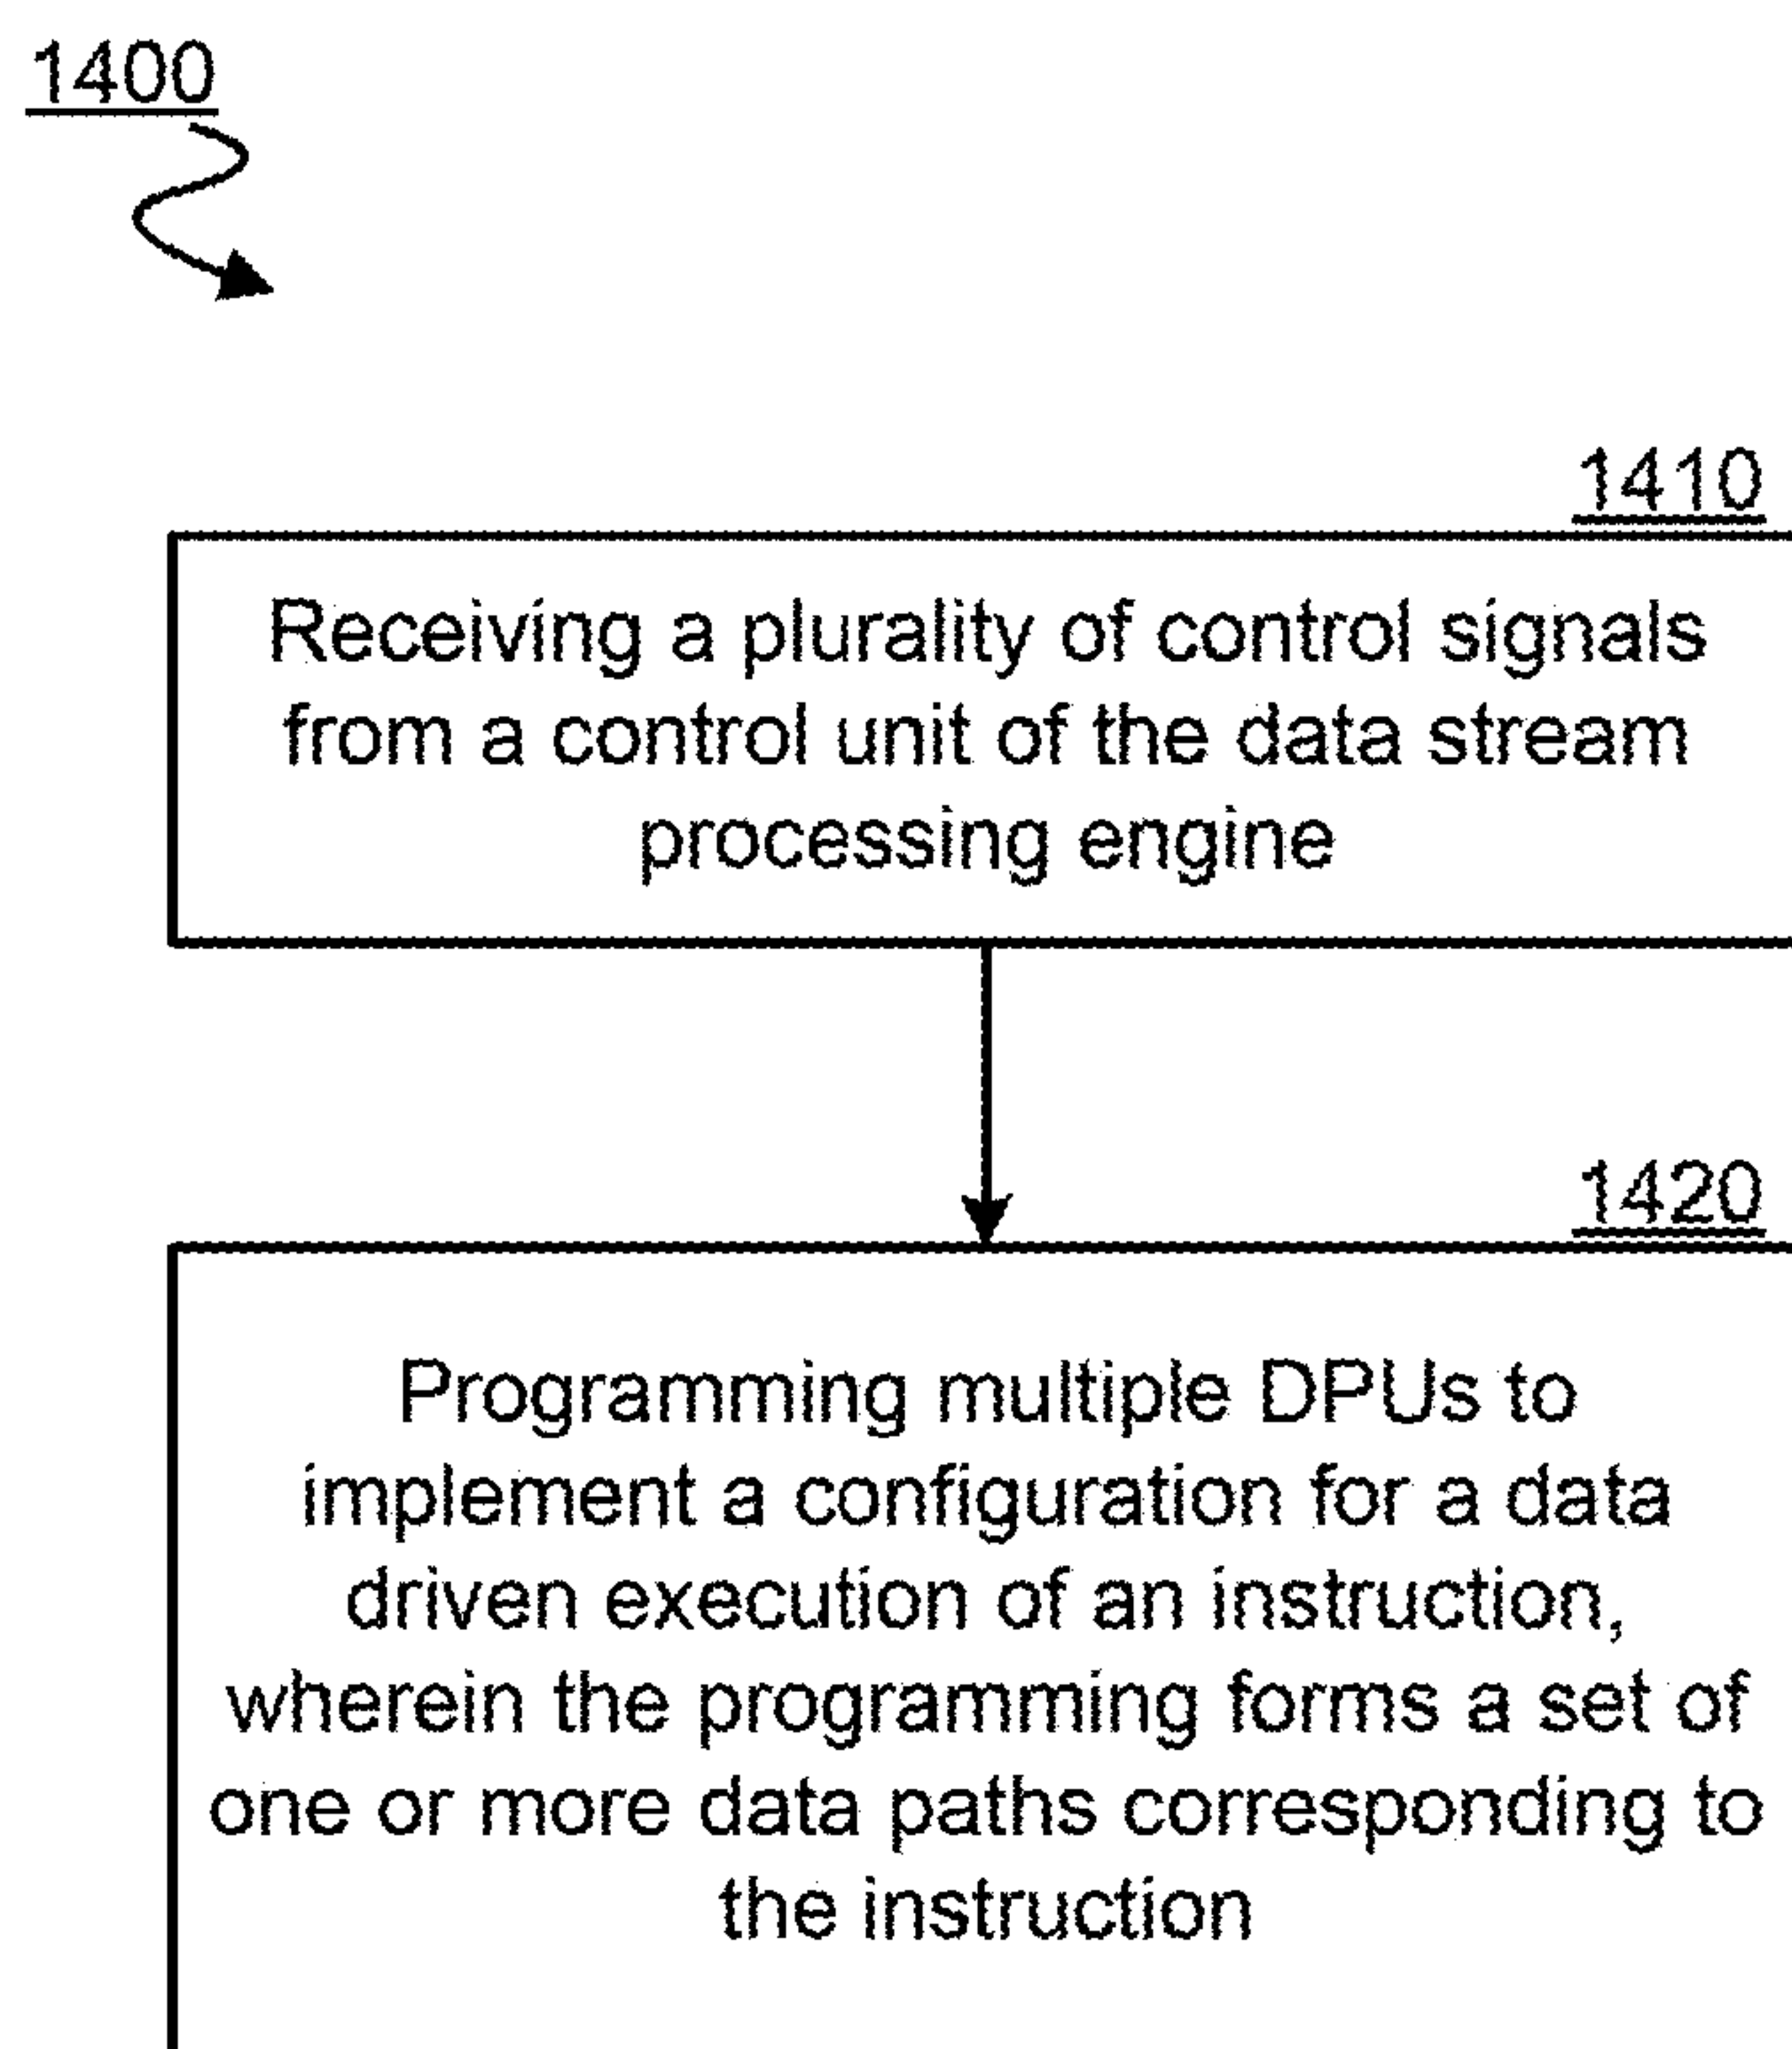 1400
1410
Receiving a plurality of control signals
from a control unit of the data stream
processing engine
1420
Programming multiple DPUs to
implement a configuration for a data
driven execution of an instruction,
wherein the programming forms a set of
one or more data paths corresponding to
the instruction